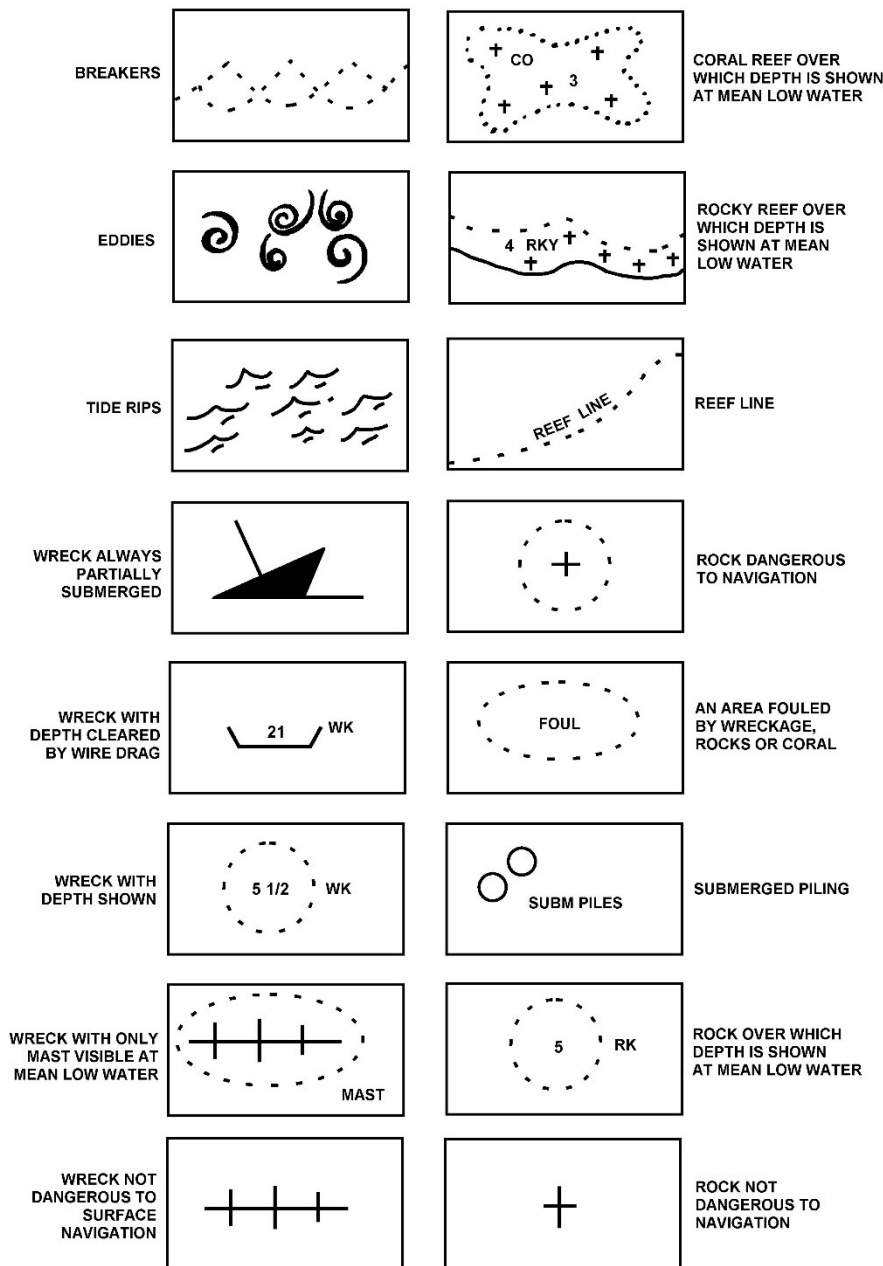 BREAKERS
CO
3
CORAL REEF OVER
WHICH DEPTH IS SHOWN
AT MEAN LOW WATER
EDDIES
4 RKY
ROCKY REEF OVER
WHICH DEPTH IS
SHOWN AT MEAN
LOW WATER
TIDE RIPS
REEF LINE
REEF LINE
WRECK ALWAYS
PARTIALLY
SUBMERGED
ROCK DANGEROUS
TO NAVIGATION
WRECK WITH
DEPTH CLEARED
BY WIRE DRAG
21 WK
FOUL
AN AREA FOULED
BY WRECKAGE,
ROCKS OR CORAL
WRECK WITH
DEPTH SHOWN
5 1/2 WK
SUBM PILES
SUBMERGED PILING
WRECK WITH ONLY
MAST VISIBLE AT
MEAN LOW WATER
MAST
5 RK
ROCK OVER WHICH
DEPTH IS SHOWN
AT MEAN LOW WATER
WRECK NOT
DANGEROUS TO
SURFACE
NAVIGATION
ROCK NOT
DANGEROUS TO
NAVIGATION